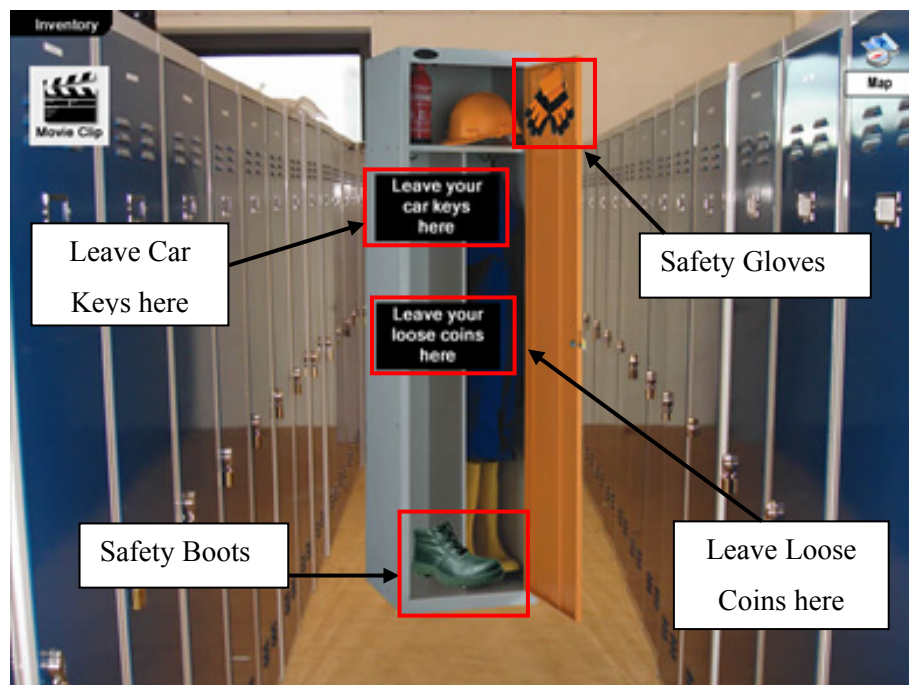 Inventory
Movie Clip
Map
Leave your
car keys
here
Leave Car
Keys here
Safety Gloves
Leave your
loose coins
here
Safety Boots
Leave Loose
Coins here